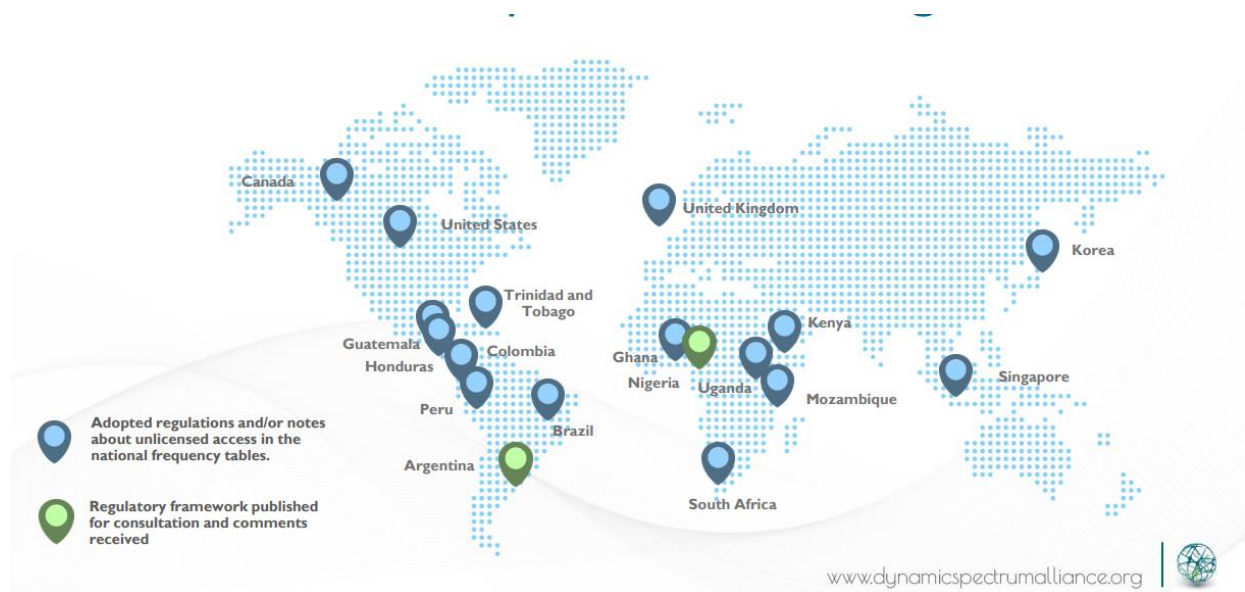 Canada
United States
United Kingdom
Korea
Trinidad and
Tobago
Guatemala
Honduras
Colombia
Peru
Brazil
Argentina
Ghana
Nigeria
Uganda
Kenya
Mozambique
South Africa
Singapore
Adopted regulations and/or notes
about unlicensed access in the
national frequency tables.
Regulatory framework published
for consultation and comments
received
www.dynamicspectrumalliance.org